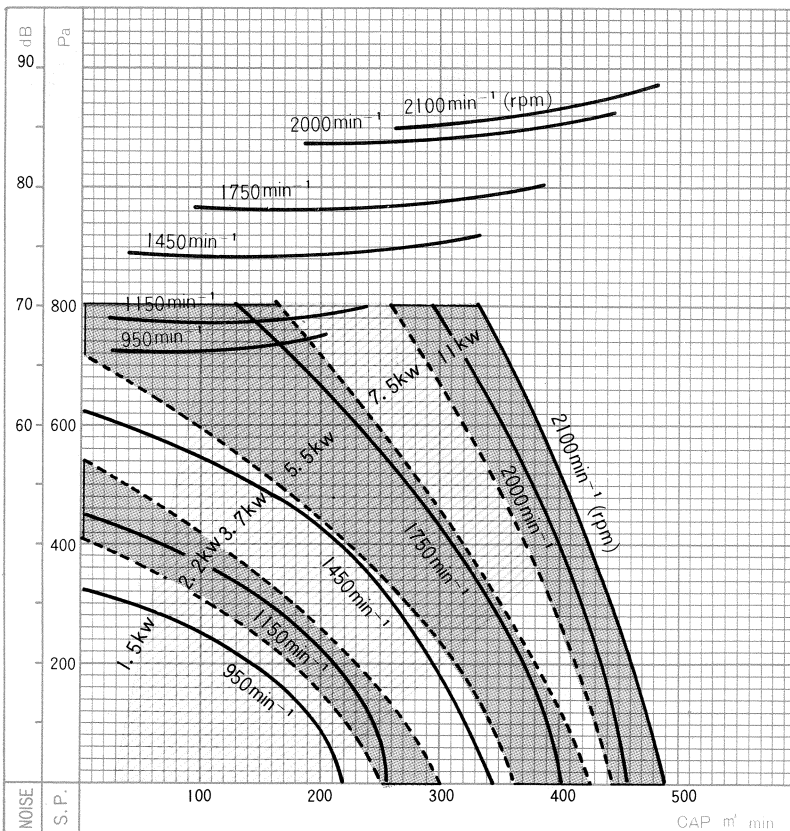 dB
Pa
90
80
70
60
800
600
400
200
2100min⁻¹ (rpm)
2000min⁻¹
1750min⁻¹
1450min⁻¹
1150min⁻¹
950min⁻¹
11kw
7.5kw
5.5kw
3.7kw
2.2kw
1.5kw
2100min⁻¹ (rpm)
2000min⁻¹
1750min⁻¹
1450min⁻¹
1150min⁻¹
950min⁻¹
NOISE
S. P.
100
200
300
400
500
CAP m' min